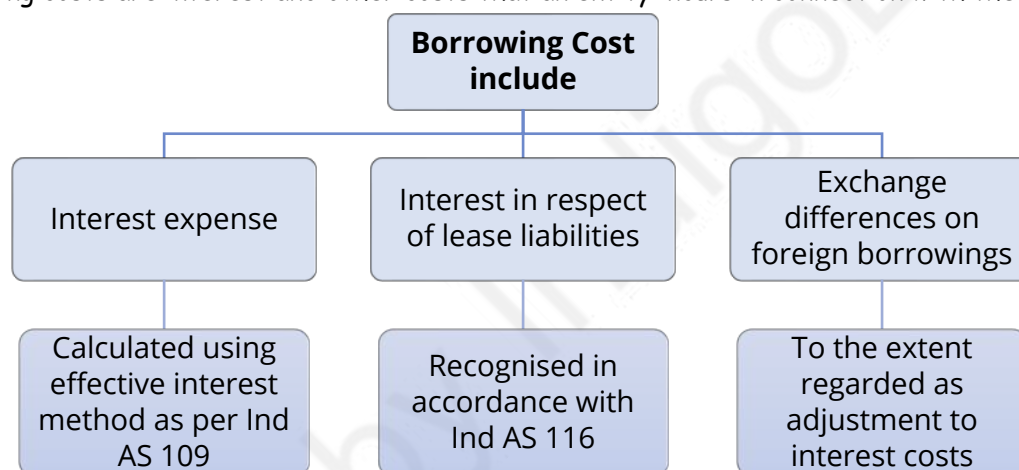 Borrowing Cost
include
Interest expense
Interest in respect
of lease liabilities
Exchange
differences on
foreign borrowings
Calculated using
effective interest
method as per Ind
AS 109
Recognised in
accordance with
Ind AS 116
To the extent
regarded as
adjustment to
interest costs